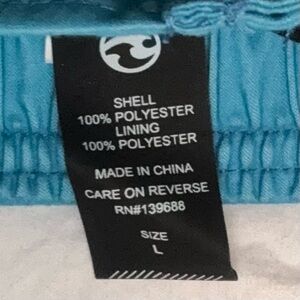 SHELL
100% POLYESTER
LINING
100% POLYESTER
MADE IN CHINA
CARE ON REVERSE
RN#139688
SIZE
L